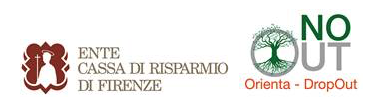 ENTE
CASSA DI RISPARMIO
DI FIRENZE
NO
OUT
Orienta - DropOut